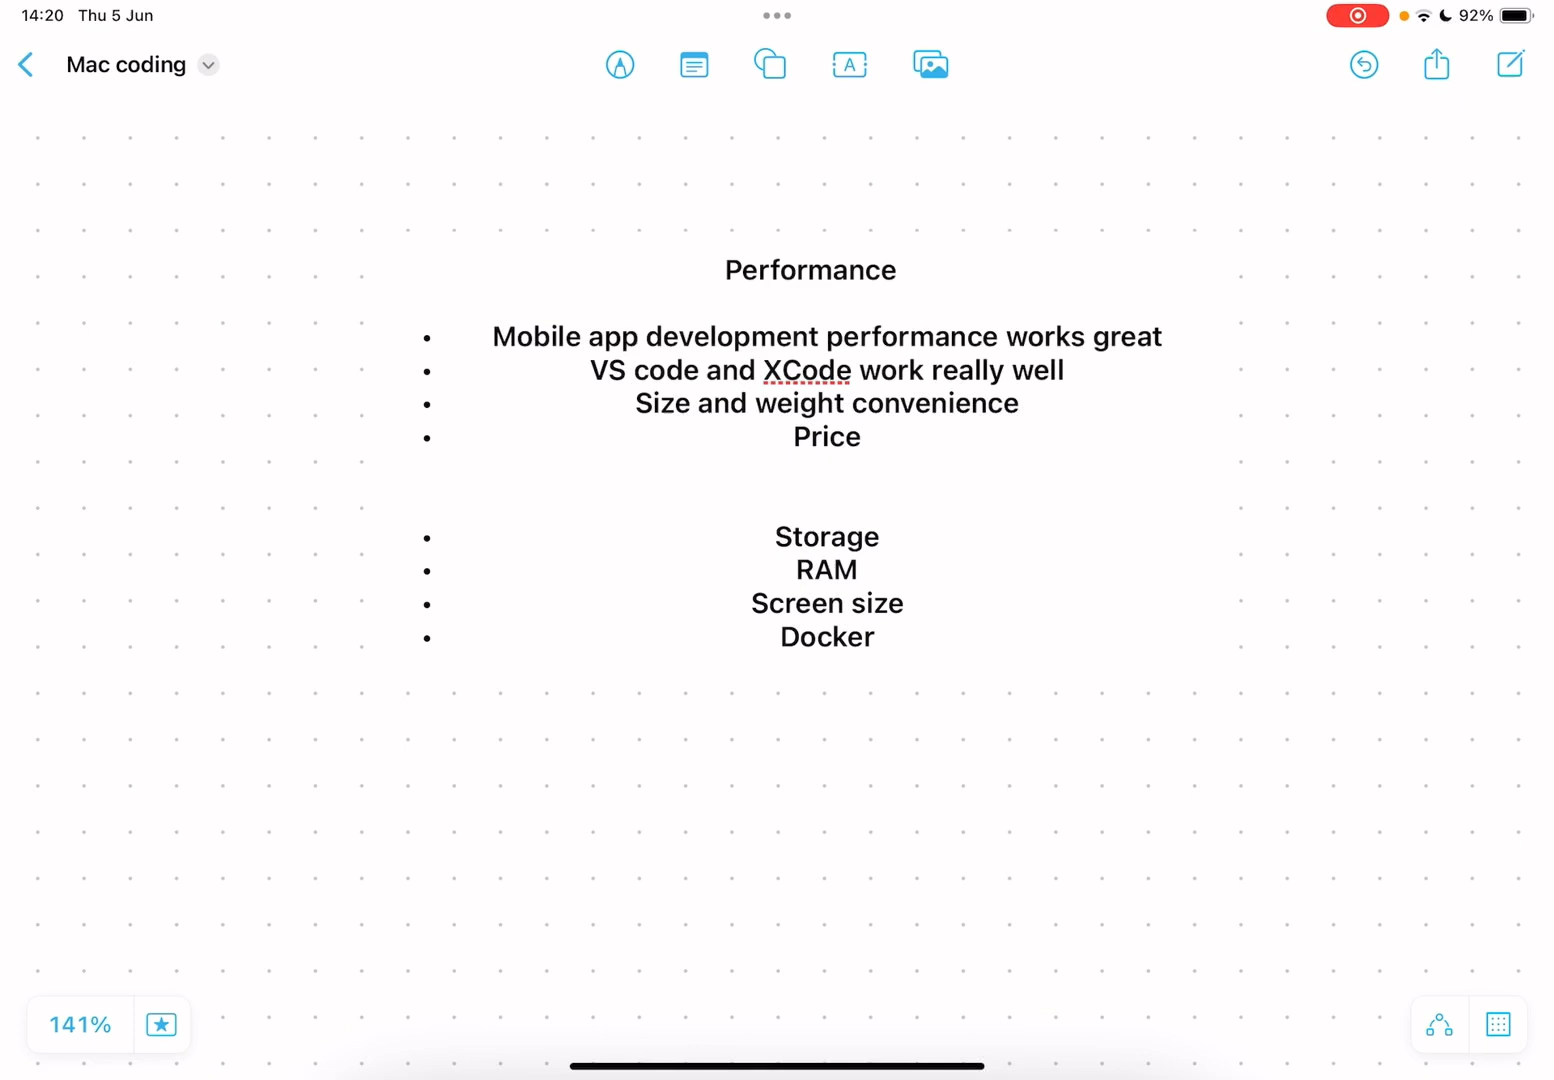 14:20 Thu 5 Jun
92%
Mac coding
A
Performance
• Mobile app development performance works great
• VS code and XCode work really well
• Size and weight convenience
• Price
• Storage
• RAM
• Screen size
• Docker
141%